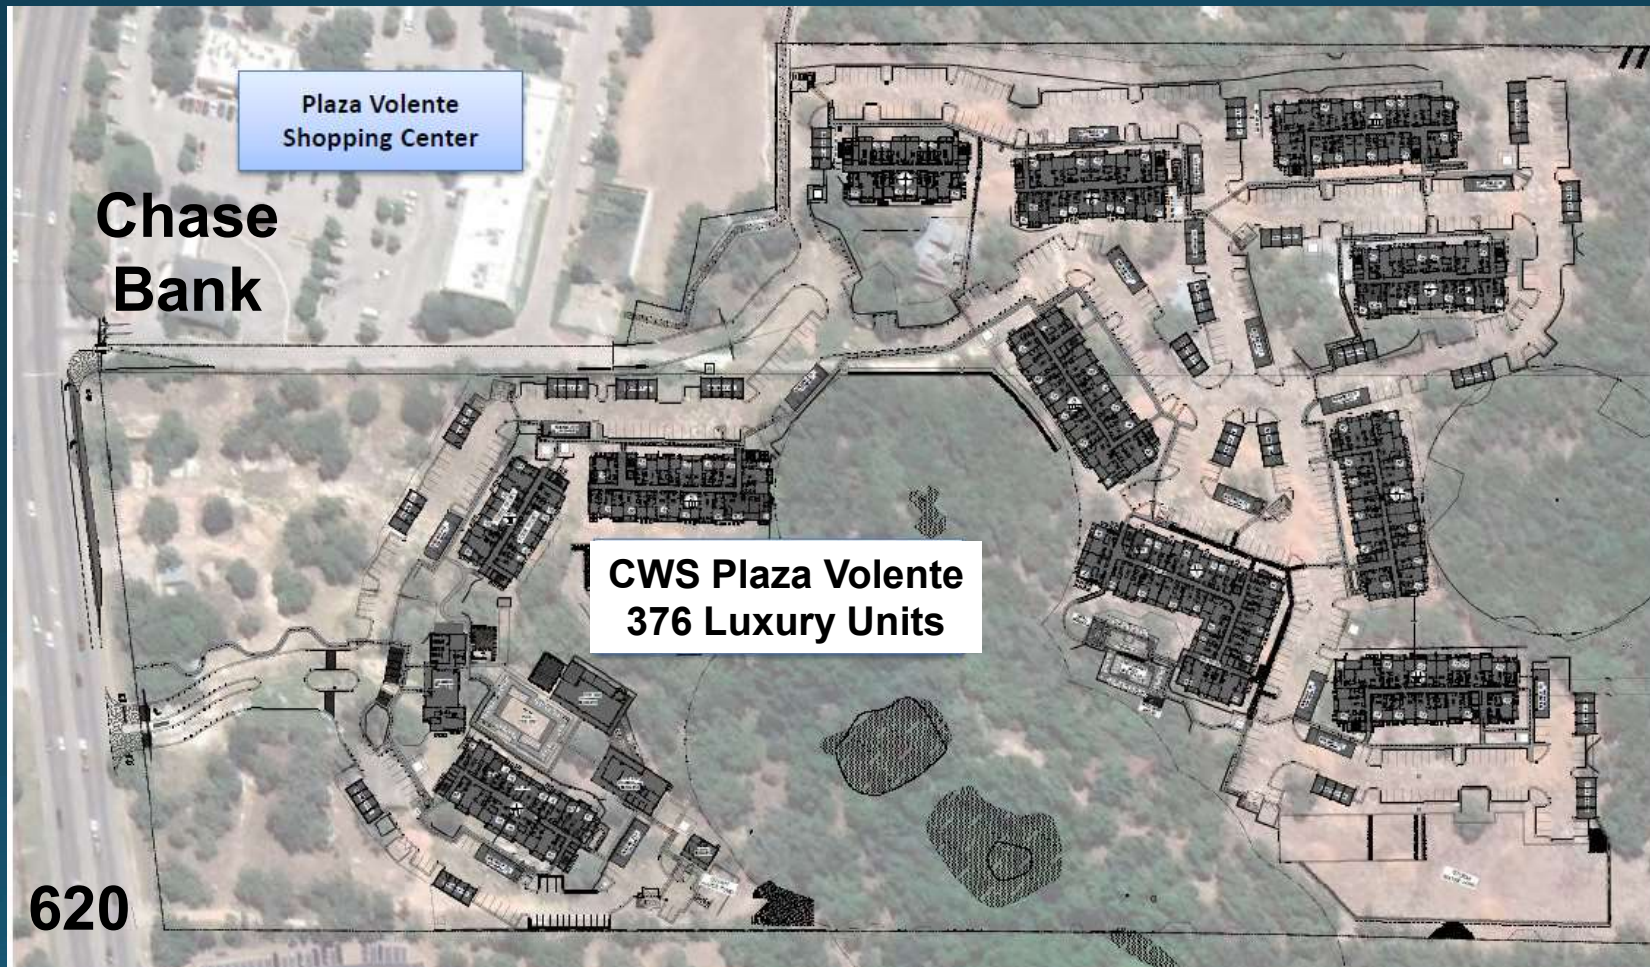 Plaza Volente
Shopping Center
Chase
Bank
CWS Plaza Volente
376 Luxury Units
620